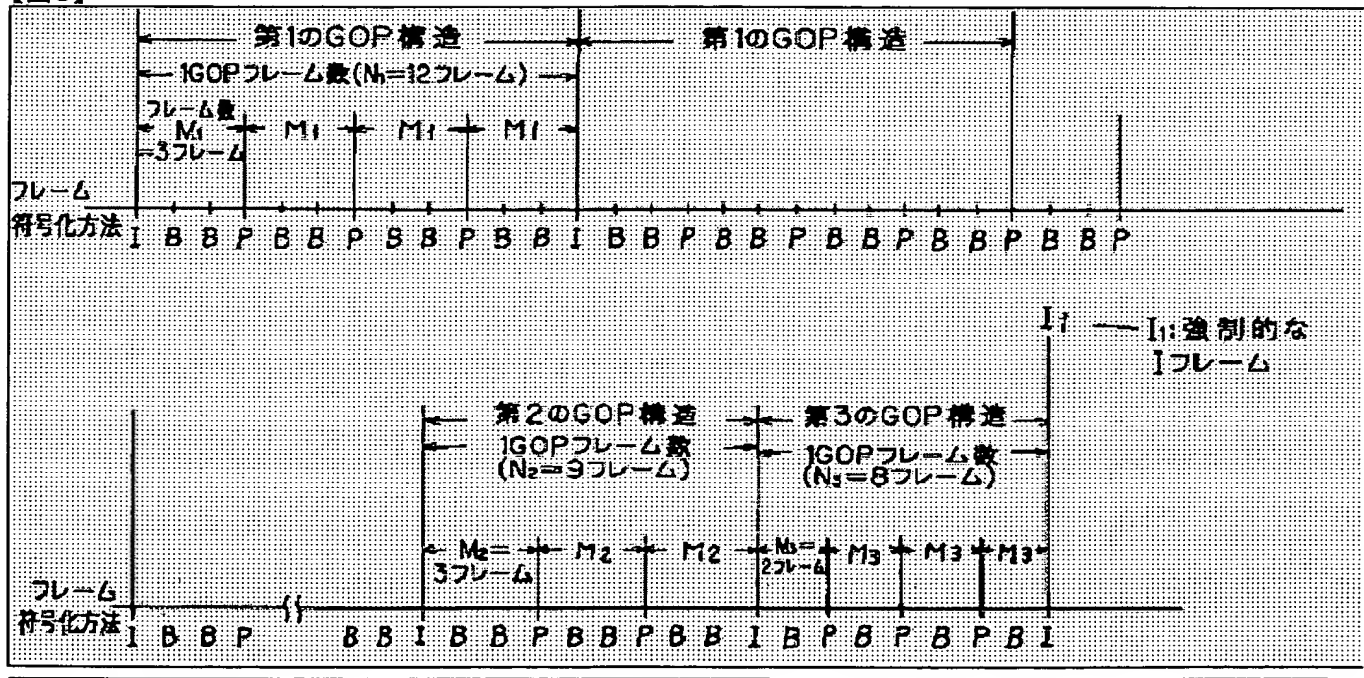 第1のGOP構造 第1のGOP構造
1GOPフレーム数(N1=12フレーム)
フレーム数
M1 M1 M1 M1
=3フレーム
フレーム
符号化方法 I B B P B B P B B P B B I B B P B B P B B P B B P B B P
I1 I1:強制的な
Iフレーム
第2のGOP構造 第3のGOP構造
1GOPフレーム数 1GOPフレーム数
(N2=9フレーム) (N3=8フレーム)
M2= M2 M2 M3= M3 M3 M3
3フレーム 2フレーム
フレーム
符号化方法 I B B P B B I B B P B B P B B I B P B P B P B I